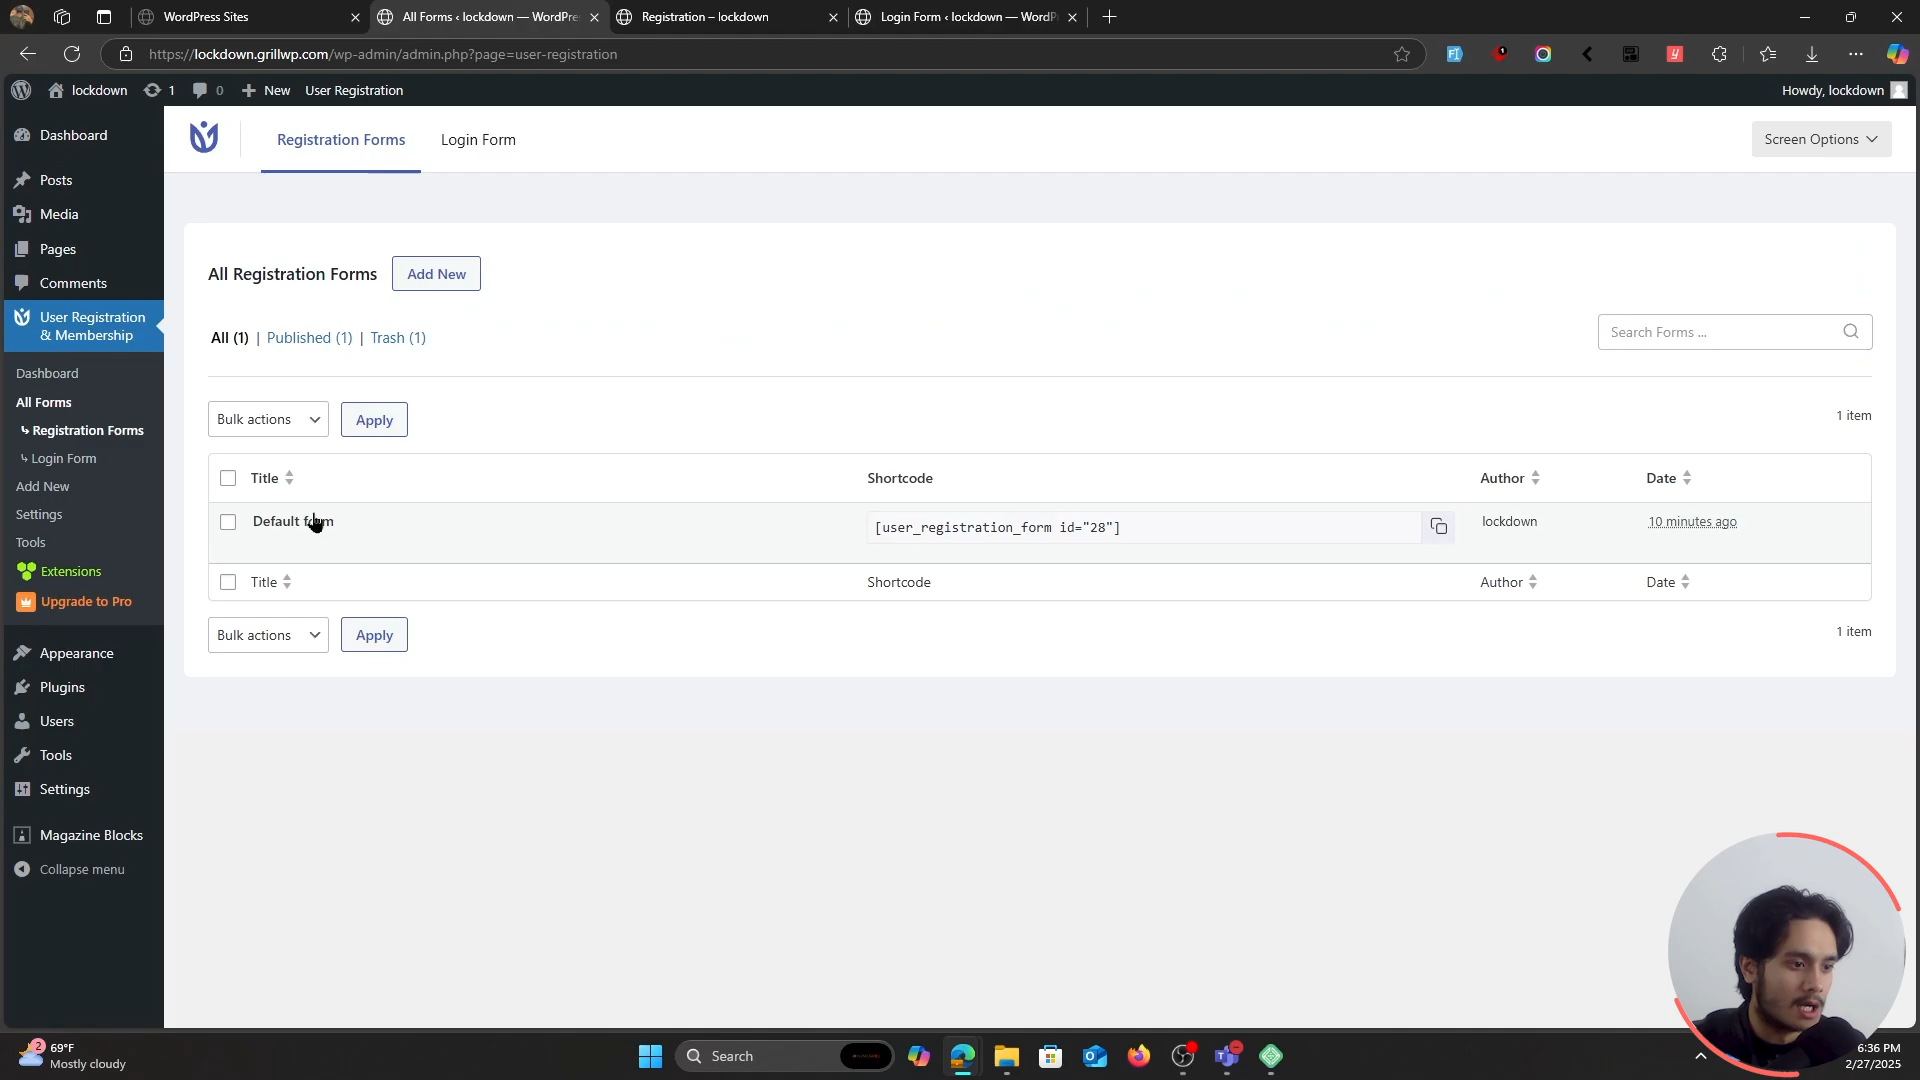 WordPress Sites
All Forms ‹ lockdown — WordPre
Registration – lockdown
Login Form ‹ lockdown — WordP
https://lockdown.grillwp.com/wp-admin/admin.php?page=user-registration
lockdown
1
0
New
User Registration
Howdy, lockdown
Dashboard
Posts
Media
Pages
Comments
User Registration
& Membership
Dashboard
All Forms
↳ Registration Forms
↳ Login Form
Add New
Settings
Tools
Extensions
Upgrade to Pro
Appearance
Plugins
Users
Tools
Settings
Magazine Blocks
Collapse menu
Registration Forms
Login Form
Screen Options
All Registration Forms
Add New
All (1) | Published (1) | Trash (1)
Search Forms ...
Bulk actions
Apply
1 item
Title
Shortcode
Author
Date
Default form
[user_registration_form id="28"]
lockdown
10 minutes ago
Title
Shortcode
Author
Date
Bulk actions
Apply
1 item
2
69°F
Mostly cloudy
Search
6:36 PM
2/27/2025